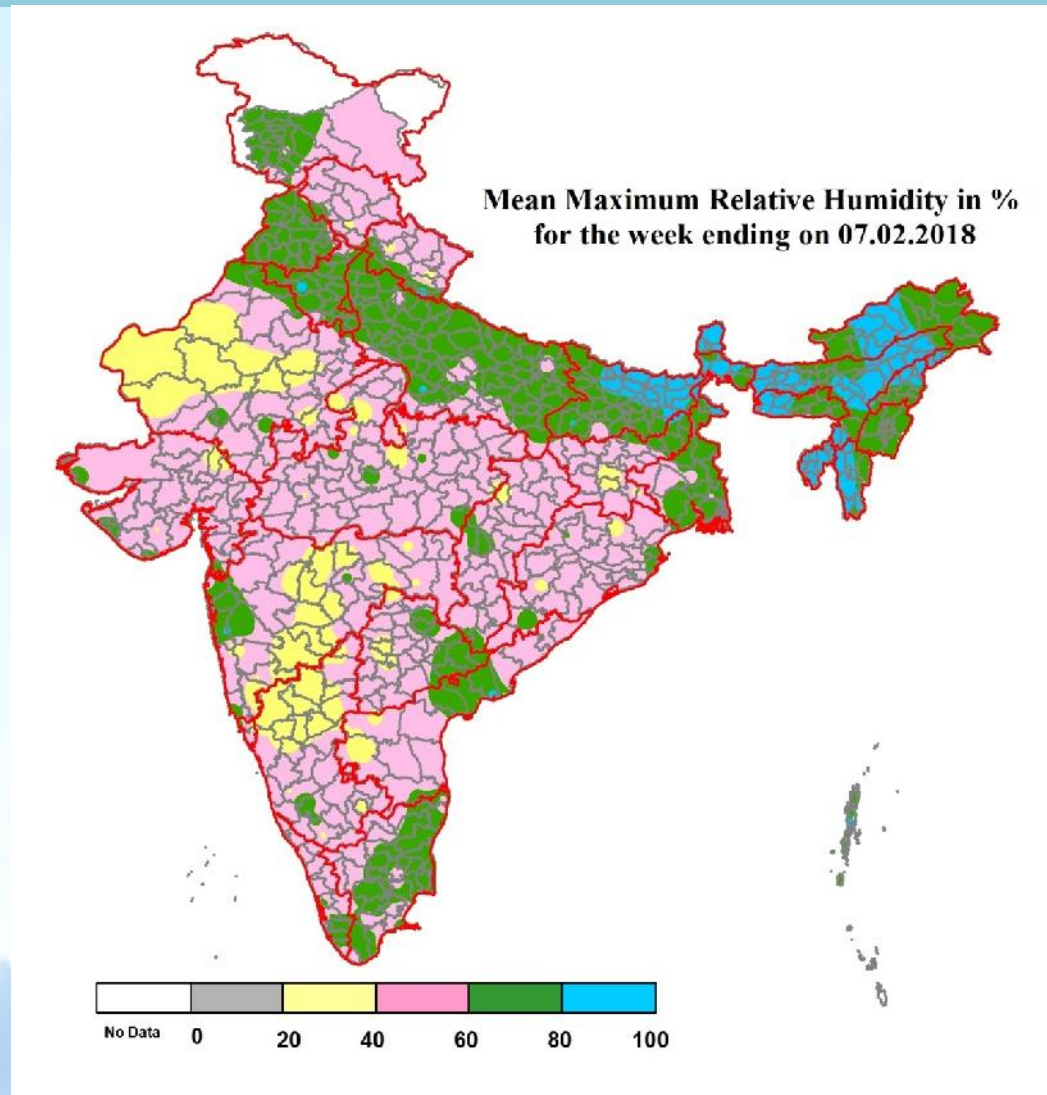 Mean Maximum Relative Humidity in %
for the week ending on 07.02.2018
No Data 0 20 40 60 80 100